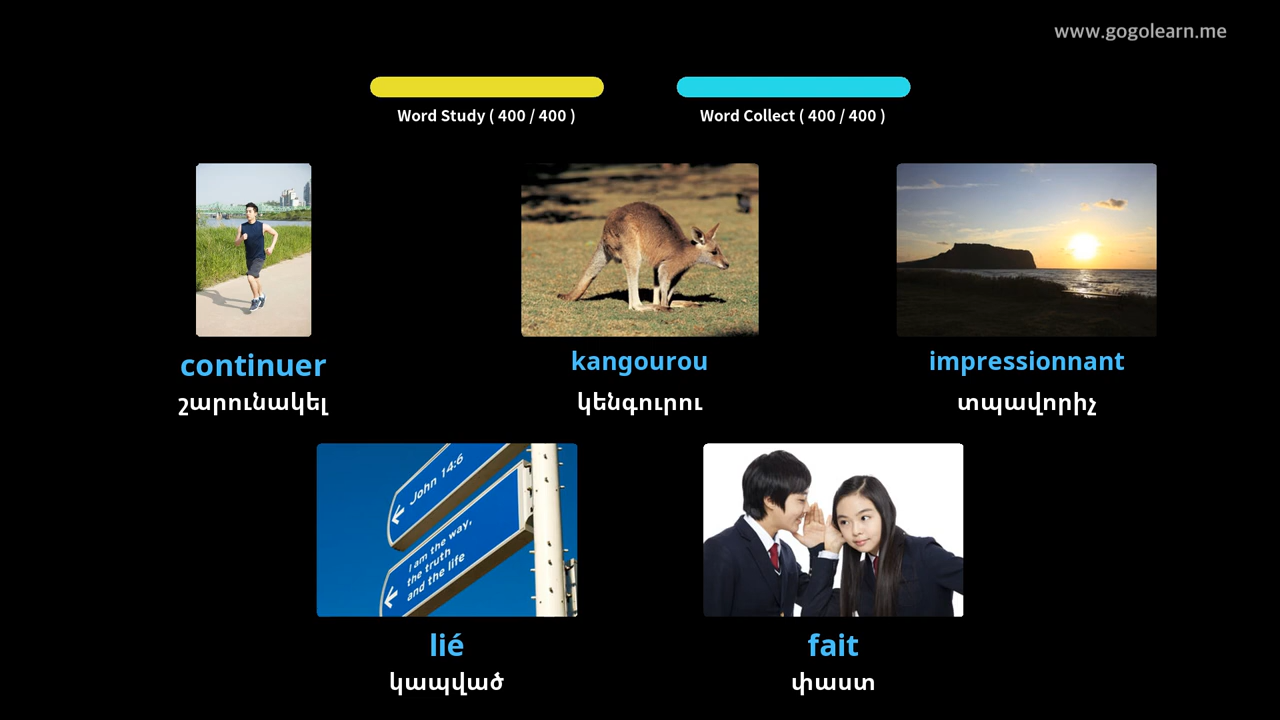 www.gogolearn.me
Word Study ( 400 / 400 )
Word Collect ( 400 / 400 )
continuer
շարունակել
kangourou
կենգուրու
impressionnant
տպավորիչ
John 14:6
I am the way,
the truth
and the life
lié
կապված
fait
փաստ